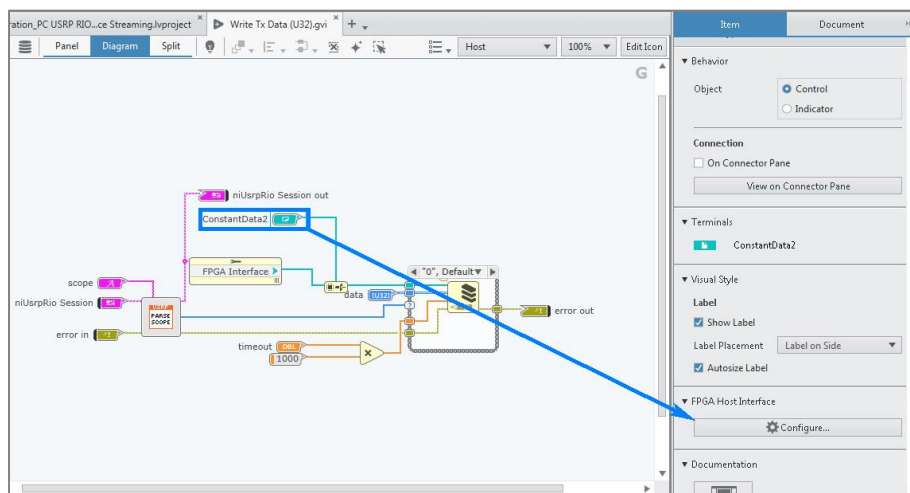 ration_PC USRP RIO...ce Streaming.lvproject
Write Tx Data (U32).gvi
Item
Document
Panel
Diagram
Split
Host
100%
Edit Icon
G
Behavior
Object
Control
Indicator
Connection
On Connector Pane
View on Connector Pane
Terminals
ConstantData2
Visual Style
Label
Show Label
Label Placement
Label on Side
Autosize Label
FPGA Host Interface
Configure...
Documentation
niUsrpRio Session out
ConstantData2
FPGA Interface
"0", Default
scope
data
U32
niUsrpRio Session
USRP
PARSE
SCOPE
error out
error in
timeout
DBL
1000
×